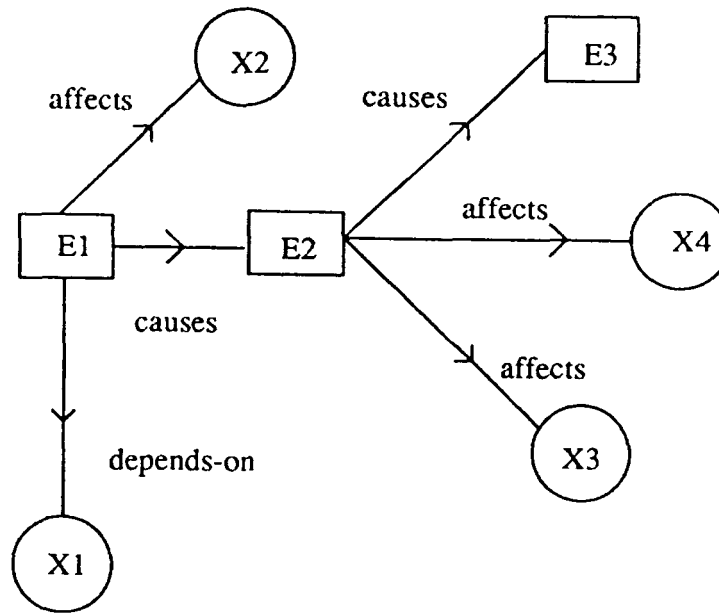 X2
E3
affects
causes
affects
E1
E2
X4
causes
affects
depends-on
X3
X1